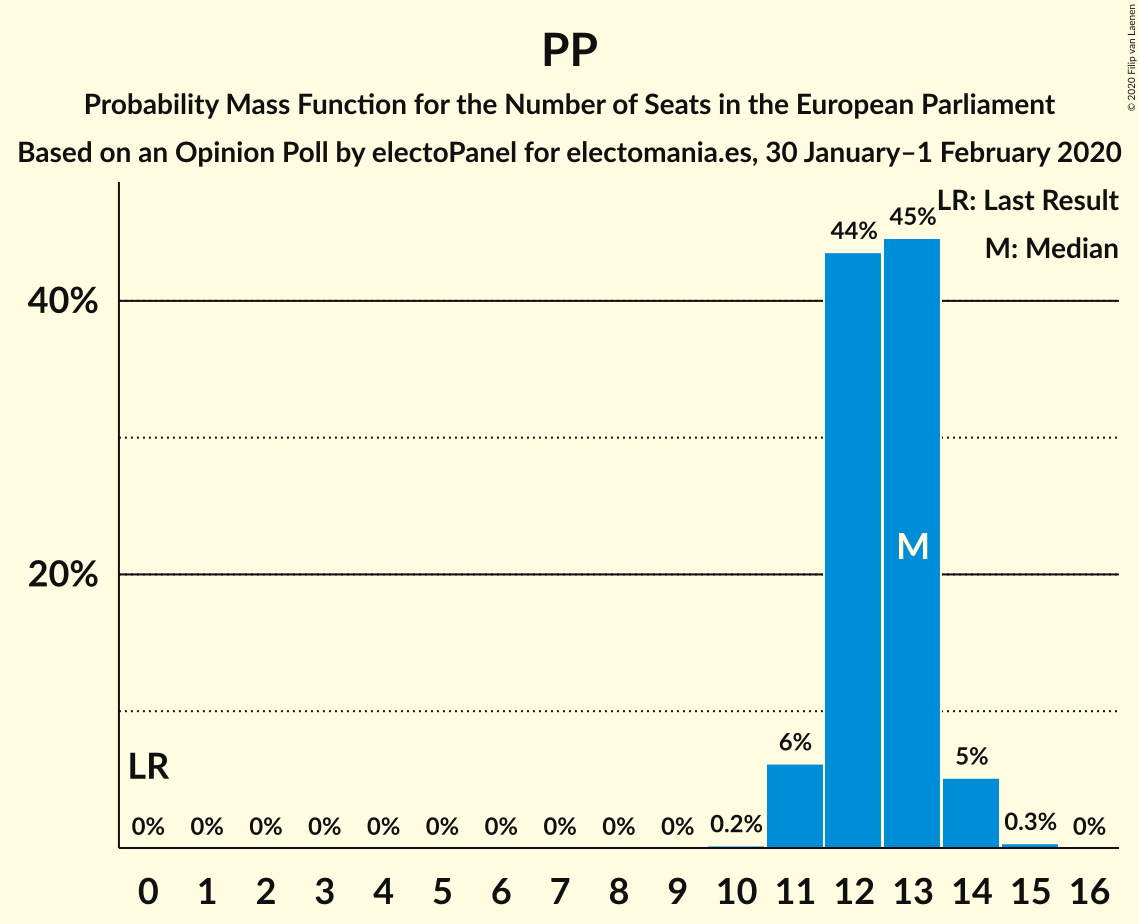 PP
Probability Mass Function for the Number of Seats in the European Parliament
Based on an Opinion Poll by electoPanel for electomania.es, 30 January–1 February 2020
© 2020 Filip van Laenen
LR: Last Result
M: Median
40%
20%
LR
M
0% 0% 0% 0% 0% 0% 0% 0% 0% 0% 0.2% 6% 44% 45% 5% 0.3% 0%
0 1 2 3 4 5 6 7 8 9 10 11 12 13 14 15 16